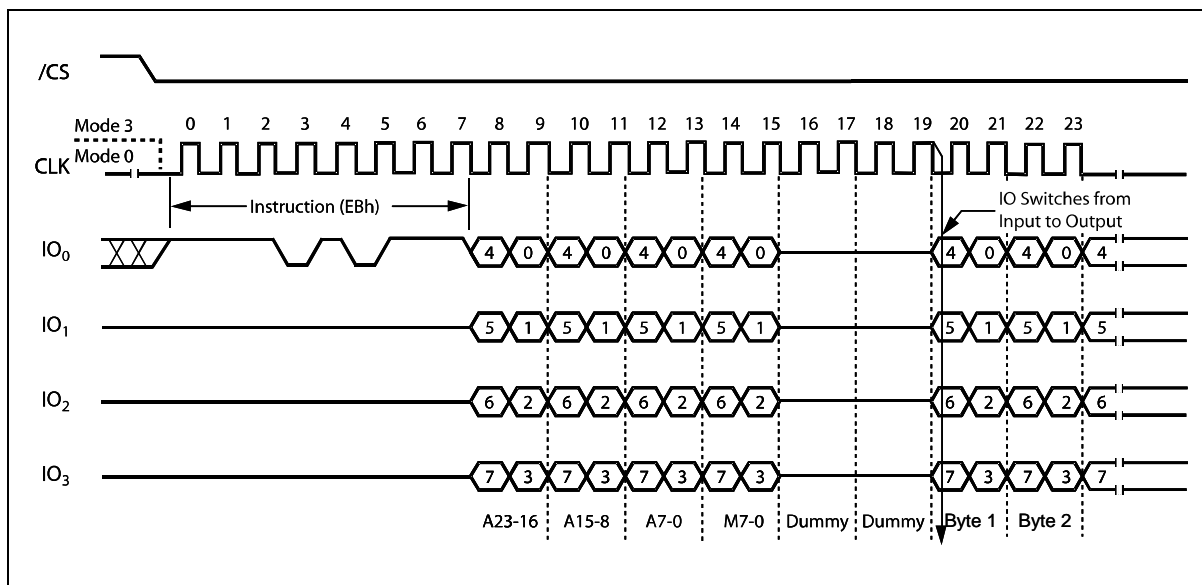 /CS
Mode 3
0 1 2 3 4 5 6 7 8 9 10 11 12 13 14 15 16 17 18 19 20 21 22 23
CLK
Mode 0
Instruction (EBh)
IO Switches from
Input to Output
IO0
4 0 4 0 4 0 4 0 4 0 4 0 4
IO1
5 1 5 1 5 1 5 1 5 1 5 1 5
IO2
6 2 6 2 6 2 6 2 6 2 6 2 6
IO3
7 3 7 3 7 3 7 3 7 3 7 3 7
A23-16 A15-8 A7-0 M7-0 Dummy Dummy Byte 1 Byte 2